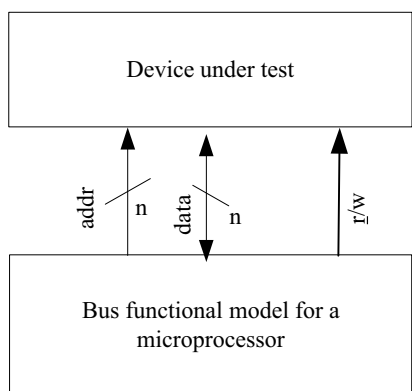 Device under test
addr
n
data
n
r/w
Bus functional model for a
microprocessor